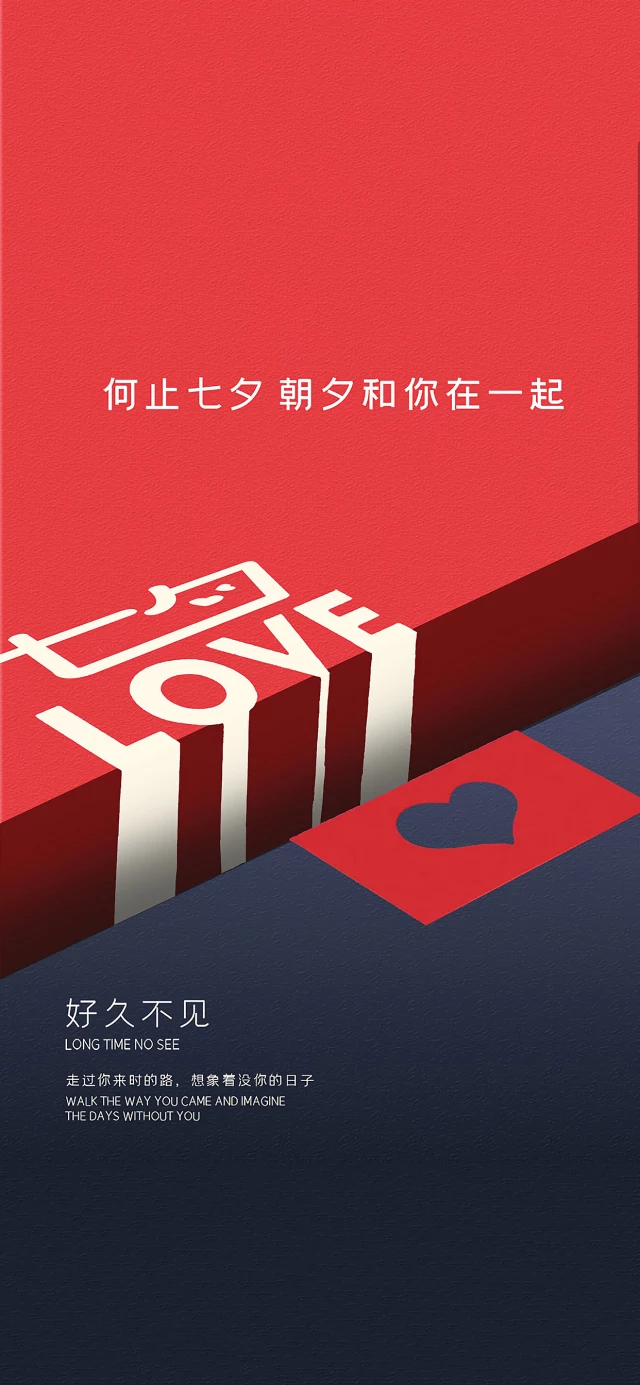 何止七夕 朝夕和你在一起
七夕
LOVE
好久不见
LONG TIME NO SEE
走过你来时的路，想象着没你的日子
WALK THE WAY YOU CAME AND IMAGINE
THE DAYS WITHOUT YOU